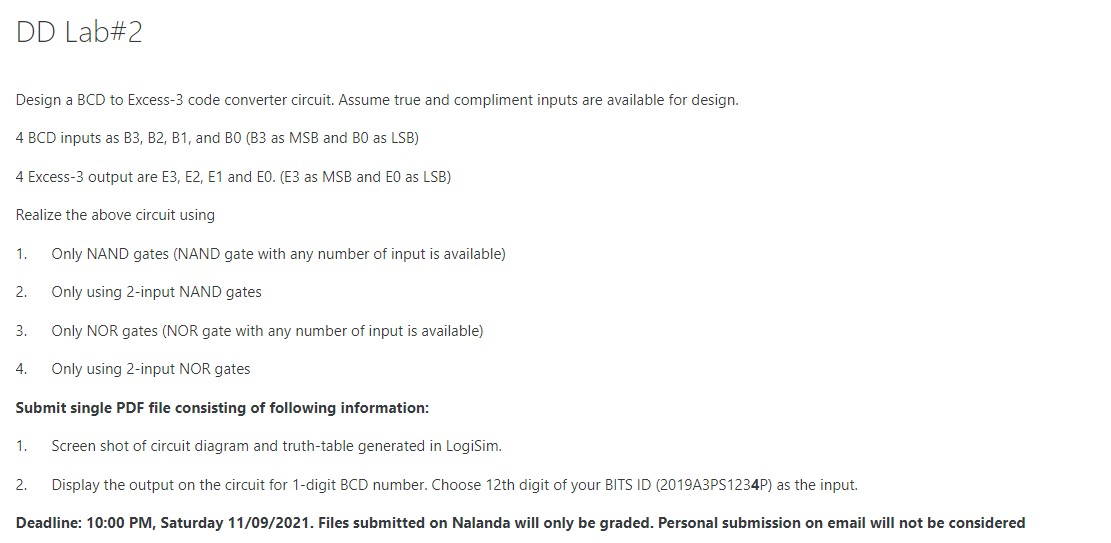 DD Lab#2
Design a BCD to Excess-3 code converter circuit. Assume true and compliment inputs are available for design.
4 BCD inputs as B3, B2, B1, and B0 (B3 as MSB and B0 as LSB)
4 Excess-3 output are E3, E2, E1 and E0. (E3 as MSB and E0 as LSB)
Realize the above circuit using
1. Only NAND gates (NAND gate with any number of input is available)
2. Only using 2-input NAND gates
3. Only NOR gates (NOR gate with any number of input is available)
4. Only using 2-input NOR gates
Submit single PDF file consisting of following information:
1. Screen shot of circuit diagram and truth-table generated in LogiSim.
2. Display the output on the circuit for 1-digit BCD number. Choose 12th digit of your BITS ID (2019A3PS1234P) as the input.
Deadline: 10:00 PM, Saturday 11/09/2021. Files submitted on Nalanda will only be graded. Personal submission on email will not be considered